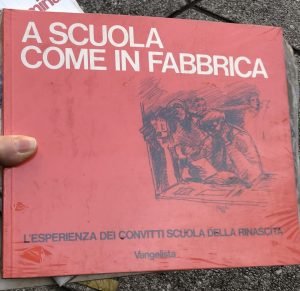 A SCUOLA
COME IN FABBRICA
L'ESPERIENZA DEI CONVITTI SCUOLA DELLA RINASCITA
Vangelista